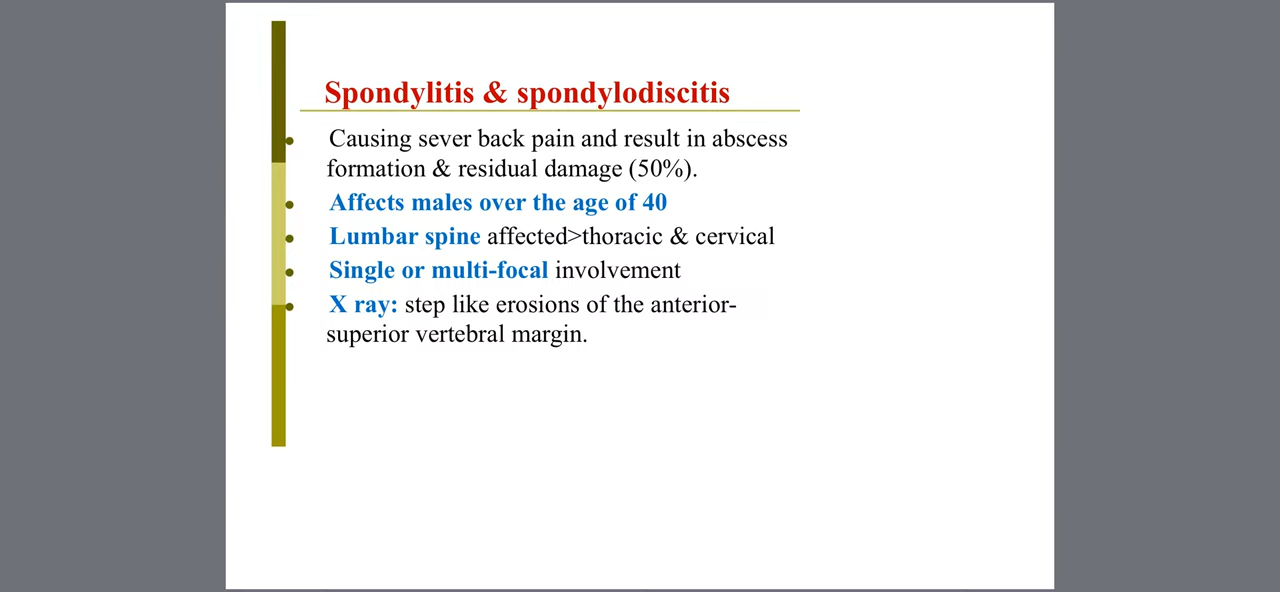 Spondylitis & spondylodiscitis
• Causing sever back pain and result in abscess
formation & residual damage (50%).
• Affects males over the age of 40
• Lumbar spine affected>thoracic & cervical
• Single or multi-focal involvement
• X ray: step like erosions of the anterior-
superior vertebral margin.